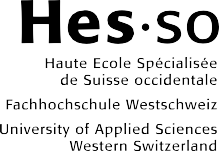 Hes·so
Haute Ecole Spécialisée
de Suisse occidentale
Fachhochschule Westschweiz
University of Applied Sciences
Western Switzerland